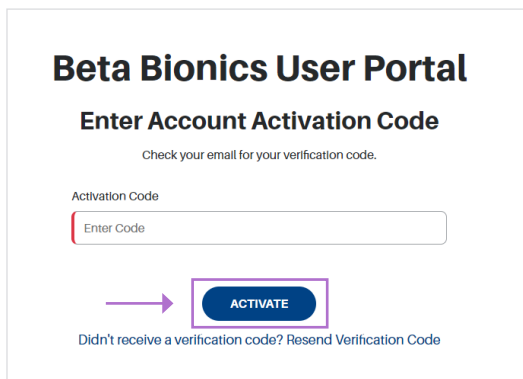 Beta Bionics User Portal
Enter Account Activation Code
Check your email for your verification code.
Activation Code
Enter Code
ACTIVATE
Didn't receive a verification code? Resend Verification Code